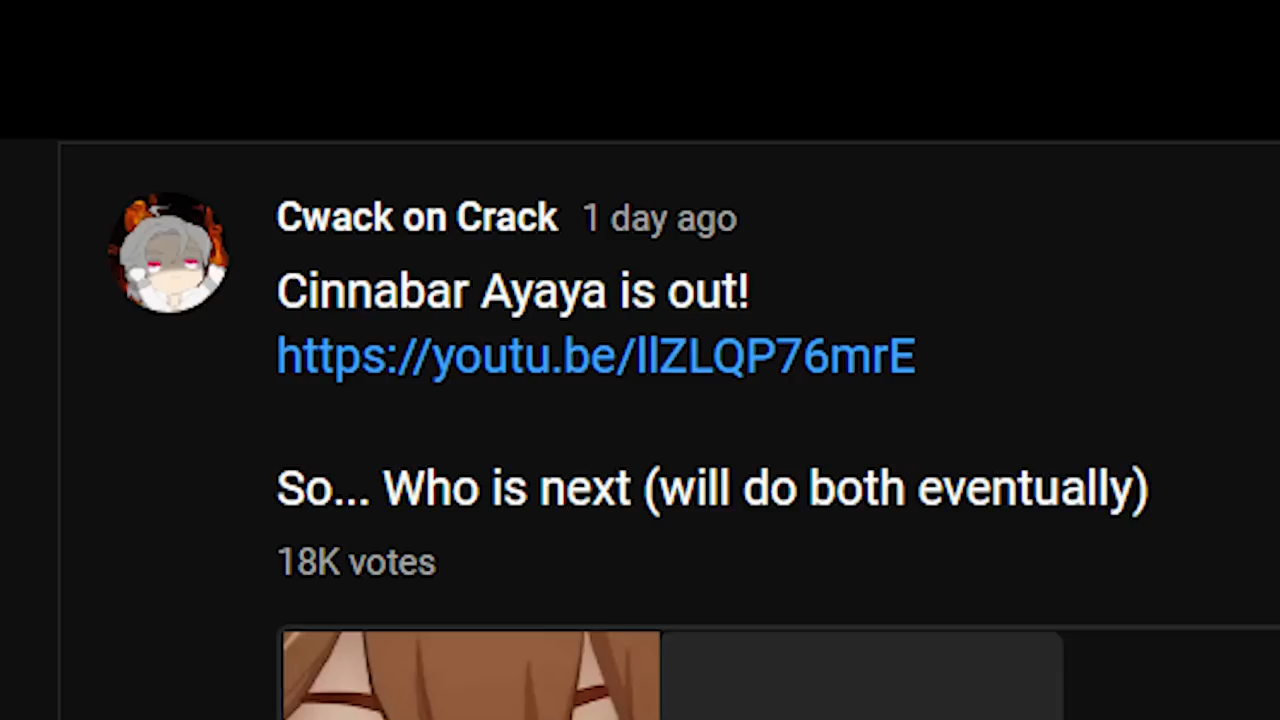 Cwack on Crack 1 day ago
Cinnabar Ayaya is out!
https://youtu.be/llZLQP76mrE
So... Who is next (will do both eventually)
18K votes